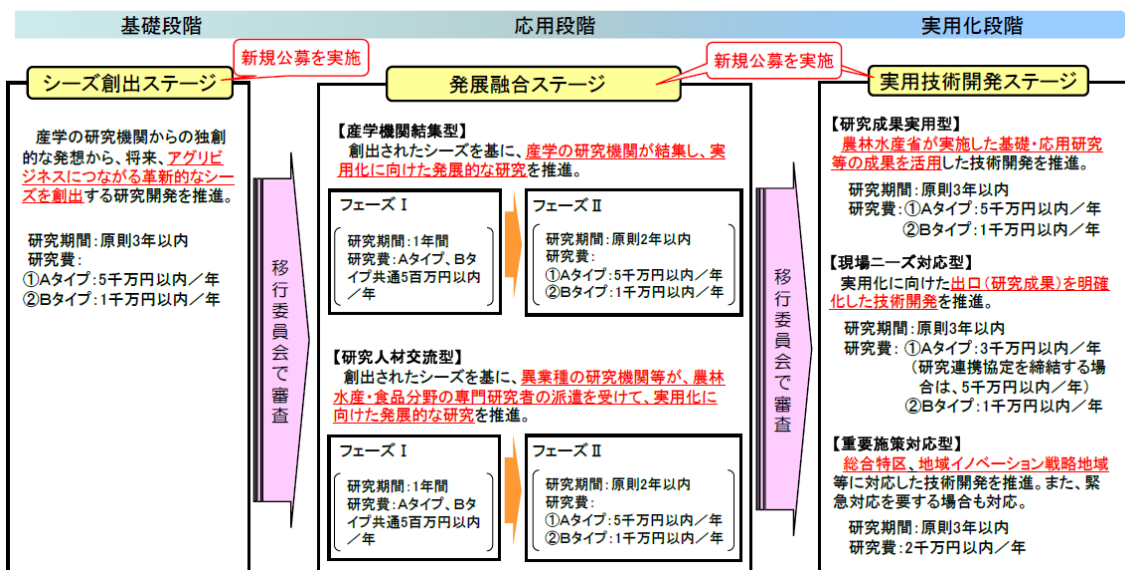 基礎段階
応用段階
実用化段階
新規公募を実施
シーズ創出ステージ
産学の研究機関からの独創
的な発想から、将来、アグリビ
ジネスにつながる革新的なシー
ズを創出する研究開発を推進。
研究期間:原則3年以内
研究費:
①Aタイプ:5千万円以内/年
②Bタイプ:1千万円以内/年
移行委員会で審査
新規公募を実施
発展融合ステージ
【産学機関結集型】
創出されたシーズを基に、産学の研究機関が結集し、実
用化に向けた発展的な研究を推進。
フェーズⅠ
研究期間:1年間
研究費:Aタイプ、Bタ
イプ共通5百万円以内
/年
フェーズⅡ
研究期間:原則2年以内
研究費:
①Aタイプ:5千万円以内/年
②Bタイプ:1千万円以内/年
【研究人材交流型】
創出されたシーズを基に、異業種の研究機関等が、農林
水産・食品分野の専門研究者の派遣を受けて、実用化に
向けた発展的な研究を推進。
フェーズⅠ
研究期間:1年間
研究費:Aタイプ、Bタ
イプ共通5百万円以内
/年
フェーズⅡ
研究期間:原則2年以内
研究費:
①Aタイプ:5千万円以内/年
②Bタイプ:1千万円以内/年
移行委員会で審査
実用技術開発ステージ
【研究成果実用型】
農林水産省が実施した基礎・応用研究
等の成果を活用した技術開発を推進。
研究期間:原則3年以内
研究費:①Aタイプ:5千万円以内/年
②Bタイプ:1千万円以内/年
【現場ニーズ対応型】
実用化に向けた出口(研究成果)を明確
化した技術開発を推進。
研究期間:原則3年以内
研究費: ①Aタイプ:3千万円以内/年
(研究連携協定を締結する場
合は、5千万円以内/年)
②Bタイプ:1千万円以内/年
【重要施策対応型】
総合特区、地域イノベーション戦略地域
等に対応した技術開発を推進。また、緊
急対応を要する場合も対応。
研究期間:原則3年以内
研究費:2千万円以内/年